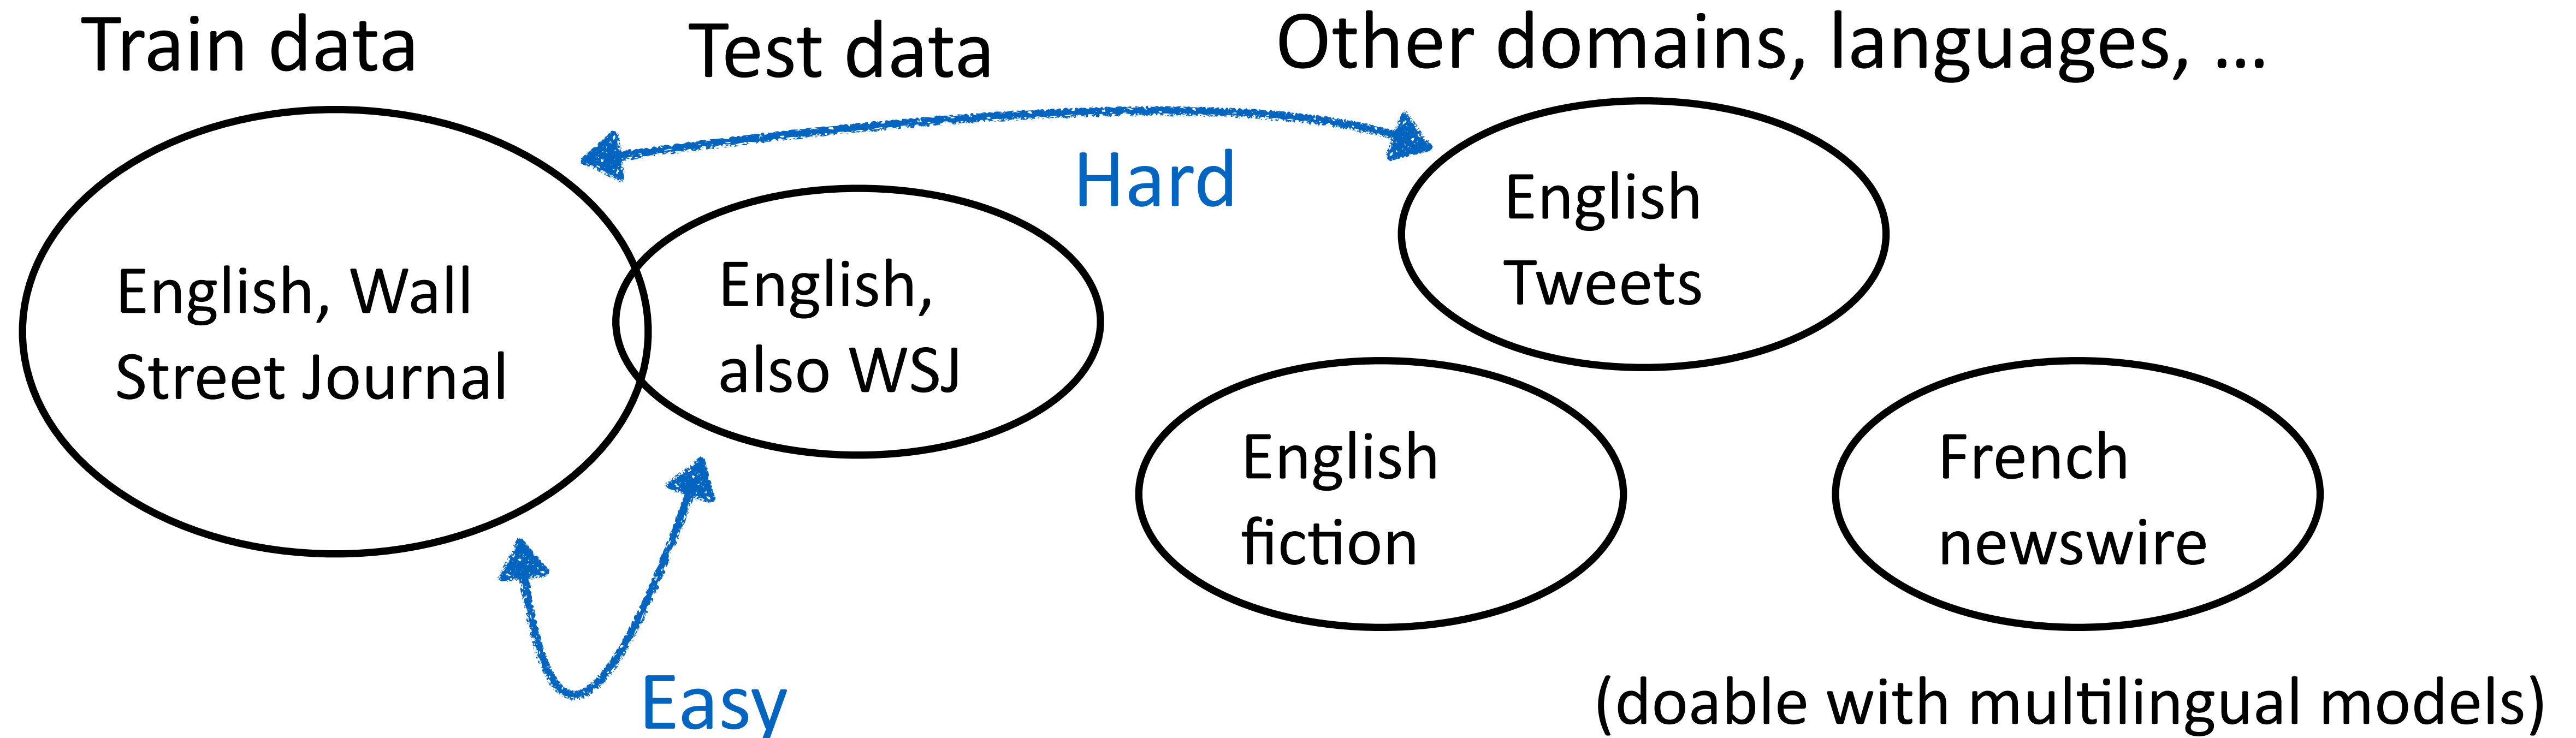 Train data
Test data
Other domains, languages, ...
Hard
English, Wall
Street Journal
English,
also WSJ
English
Tweets
English
fiction
French
newswire
Easy
(doable with multilingual models)